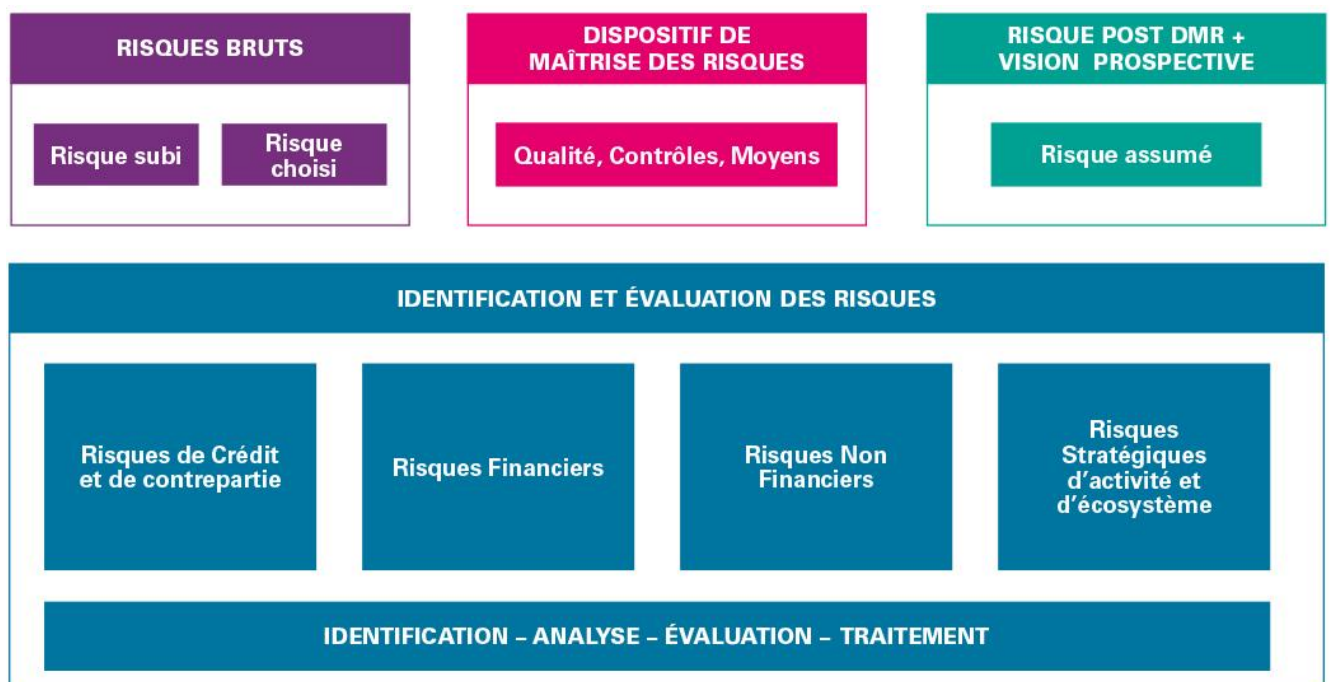 RISQUES BRUTS
Risque subi
Risque
choisi
DISPOSITIF DE
MAÎTRISE DES RISQUES
Qualité, Contrôles, Moyens
RISQUE POST DMR +
VISION PROSPECTIVE
Risque assumé
IDENTIFICATION ET ÉVALUATION DES RISQUES
Risques de Crédit
et de contrepartie
Risques Financiers
Risques Non
Financiers
Risques
Stratégiques
d’activité et
d’écosystème
IDENTIFICATION – ANALYSE – ÉVALUATION – TRAITEMENT